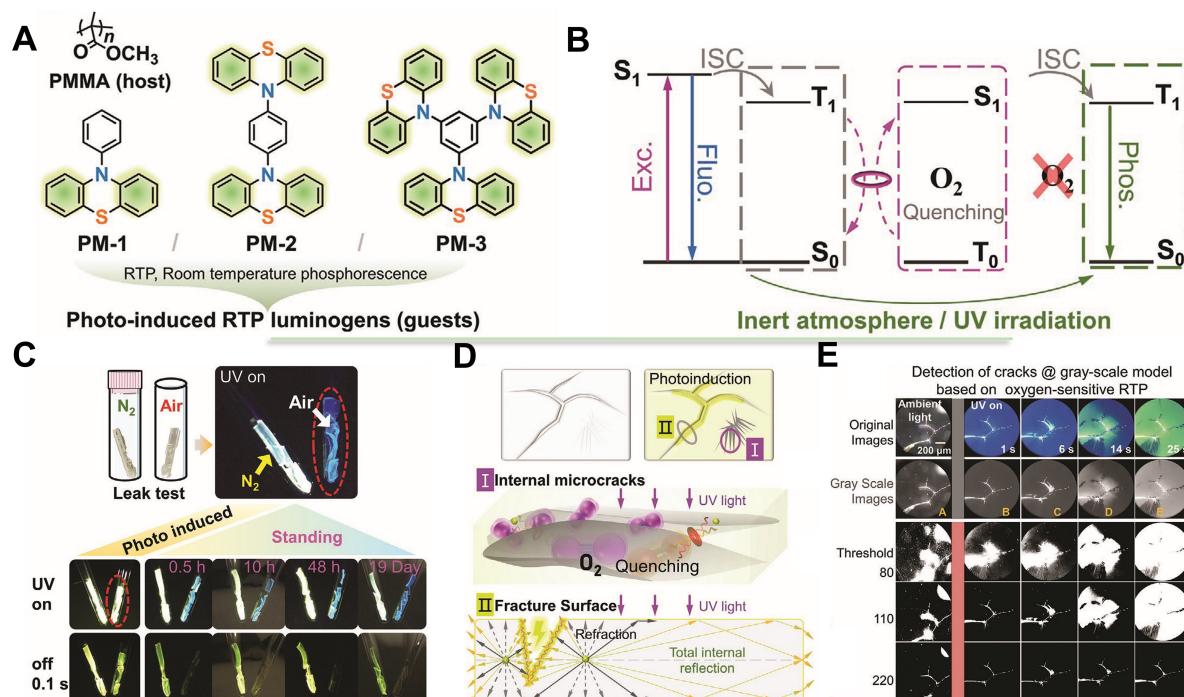 A
n
OCH3
O
PMMA (host)
S
N
N
S
PM-1
S
N
N
S
PM-2
S
N
S
N
N
S
PM-3
/
/
RTP, Room temperature phosphorescence
Photo-induced RTP luminogens (guests)
B
S1
ISC
T1
S1
ISC
T1
Exc.
Fluo.
O2
Quenching
O2
Phos.
S0
T0
S0
Inert atmosphere / UV irradiation
C
N2
Air
Leak test
UV on
Air
N2
Photo induced
Standing
UV
on
0.5 h
10 h
48 h
19 Day
off
0.1 s
D
Photoinduction
II
I
I Internal microcracks
UV light
O2
Quenching
II Fracture Surface
UV light
Refraction
Total internal
reflection
E
Detection of cracks @ gray-scale model
based on oxygen-sensitive RTP
Original
Images
Ambient
light
200 μm
UV on
1 s
6 s
14 s
25 s
Gray Scale
Images
A
B
C
D
E
Threshold
80
110
220